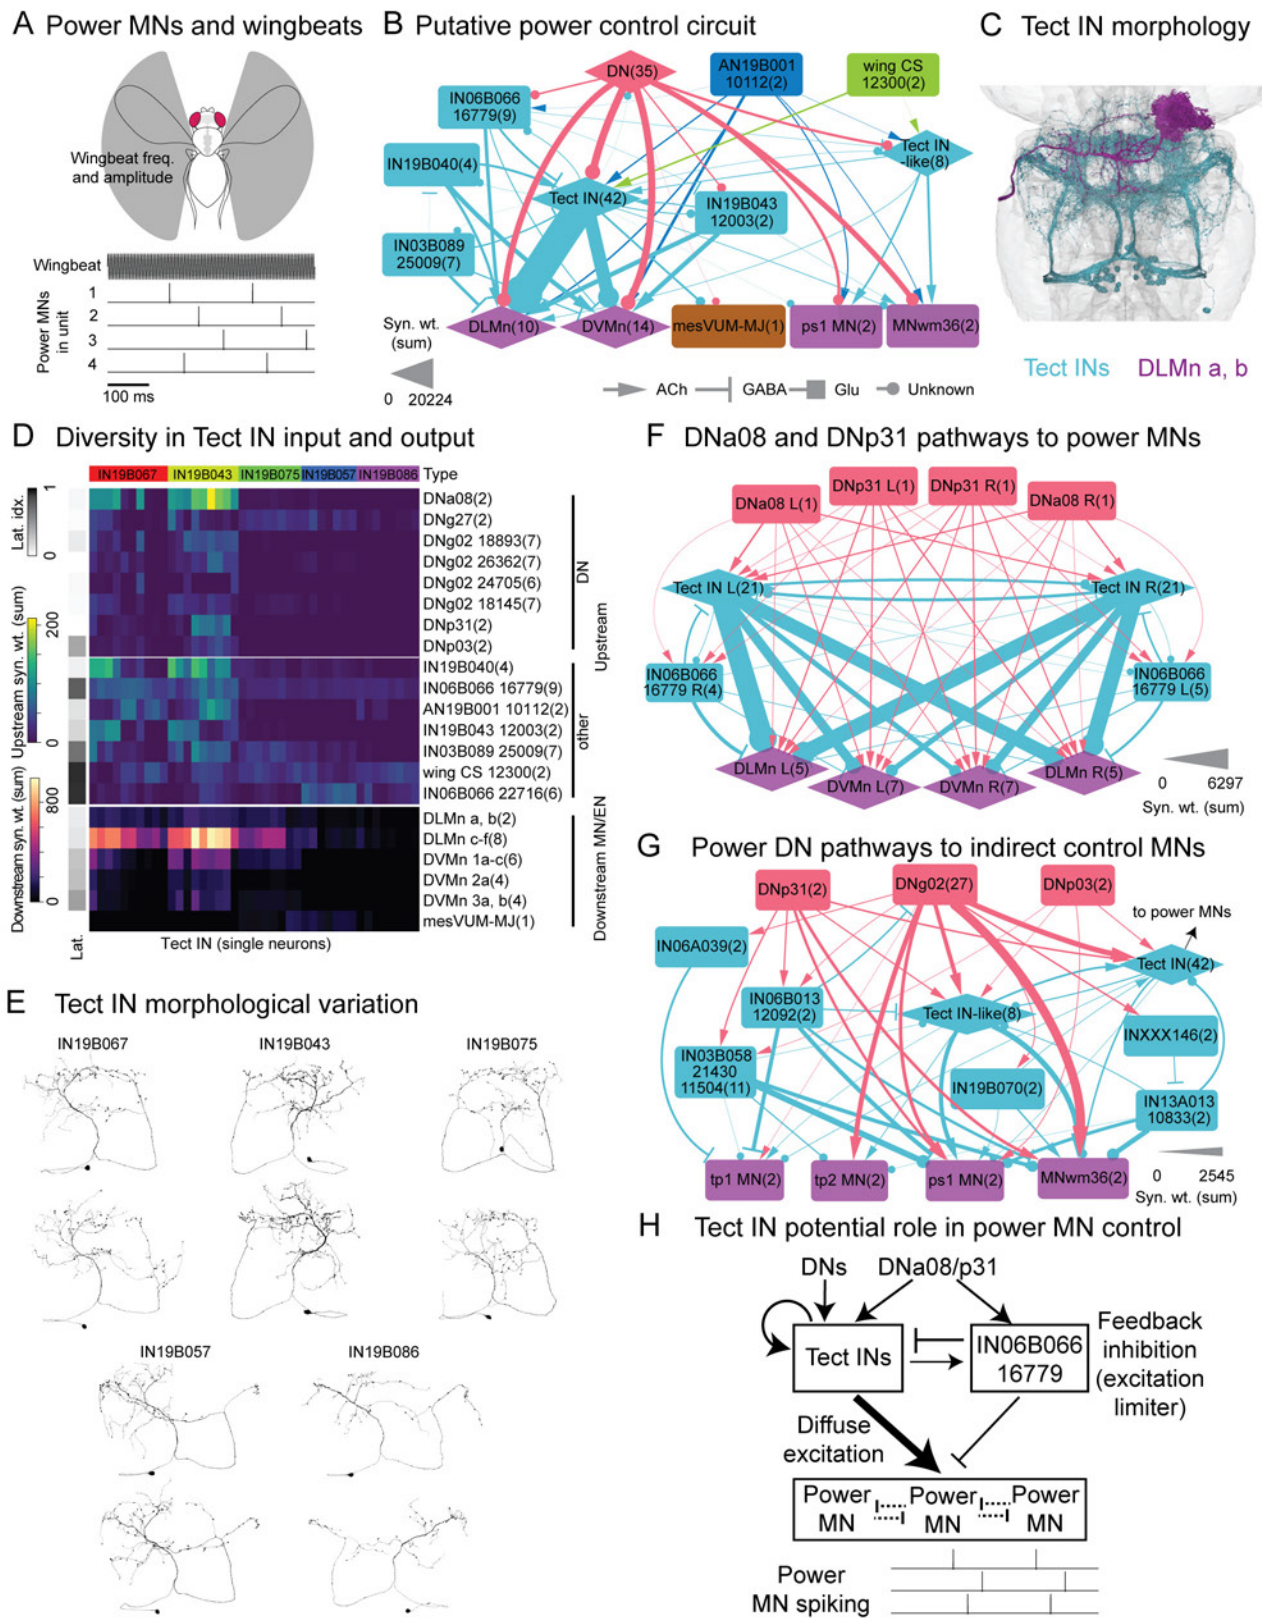 A Power MNs and wingbeats
Wingbeat freq.
and amplitude
Wingbeat
Power MNs
in unit
1
2
3
4
100 ms
B Putative power control circuit
DN(35)
AN19B001
10112(2)
wing CS
12300(2)
IN06B066
16779(9)
Tect IN
-like(8)
IN19B040(4)
Tect IN(42)
IN19B043
12003(2)
IN03B089
25009(7)
DLMn(10)
DVMn(14)
mesVUM-MJ(1)
ps1 MN(2)
MNwm36(2)
Syn. wt.
(sum)
0 20224
ACh
GABA
Glu
Unknown
C Tect IN morphology
Tect INs DLMn a, b
D Diversity in Tect IN input and output
IN19B067 IN19B043 IN19B075 IN19B057 IN19B086 Type
Lat. idx.
0 1
Upstream syn. wt. (sum)
0 200
Downstream syn. wt. (sum)
0 800
DNa08(2)
DNg27(2)
DNg02 18893(7)
DNg02 26362(7)
DNg02 24705(6)
DNg02 18145(7)
DNp31(2)
DNp03(2)
IN19B040(4)
IN06B066 16779(9)
AN19B001 10112(2)
IN19B043 12003(2)
IN03B089 25009(7)
wing CS 12300(2)
IN06B066 22716(6)
DLMn a, b(2)
DLMn c-f(8)
DVMn 1a-c(6)
DVMn 2a(4)
DVMn 3a, b(4)
mesVUM-MJ(1)
DN
other
Upstream
Downstream MN/EN
Lat.
Tect IN (single neurons)
E Tect IN morphological variation
IN19B067
IN19B043
IN19B075
IN19B057
IN19B086
F DNa08 and DNp31 pathways to power MNs
DNa08 L(1)
DNp31 L(1)
DNp31 R(1)
DNa08 R(1)
Tect IN L(21)
Tect IN R(21)
IN06B066
16779 R(4)
IN06B066
16779 L(5)
DLMn L(5)
DVMn L(7)
DVMn R(7)
DLMn R(5)
0 6297
Syn. wt. (sum)
G Power DN pathways to indirect control MNs
DNp31(2)
DNg02(27)
DNp03(2)
to power MNs
IN06A039(2)
Tect IN(42)
IN06B013
12092(2)
Tect IN-like(8)
INXXX146(2)
IN03B058
21430
11504(11)
IN19B070(2)
IN13A013
10833(2)
tp1 MN(2)
tp2 MN(2)
ps1 MN(2)
MNwm36(2)
0 2545
Syn. wt. (sum)
H Tect IN potential role in power MN control
DNs DNa08/p31
Tect INs
IN06B066
16779
Feedback
inhibition
(excitation
limiter)
Diffuse
excitation
Power
MN
Power
MN
Power
MN
Power
MN spiking